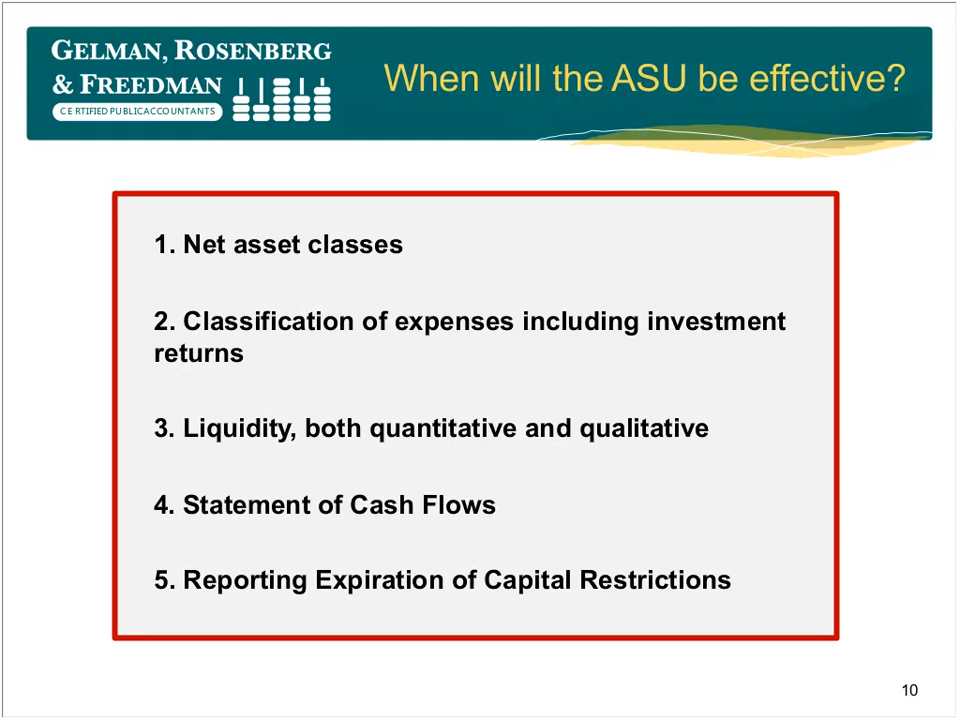 GELMAN, ROSENBERG
& FREEDMAN
CERTIFIED PUBLIC ACCOUNTANTS
When will the ASU be effective?
1. Net asset classes
2. Classification of expenses including investment
returns
3. Liquidity, both quantitative and qualitative
4. Statement of Cash Flows
5. Reporting Expiration of Capital Restrictions
10